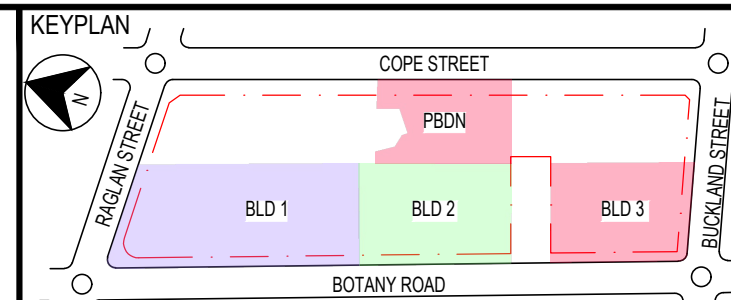 KEYPLAN
COPE STREET
N
PBDN
RAGLAN STREET
BUCKLAND STREET
BLD 1
BLD 2
BLD 3
BOTANY ROAD